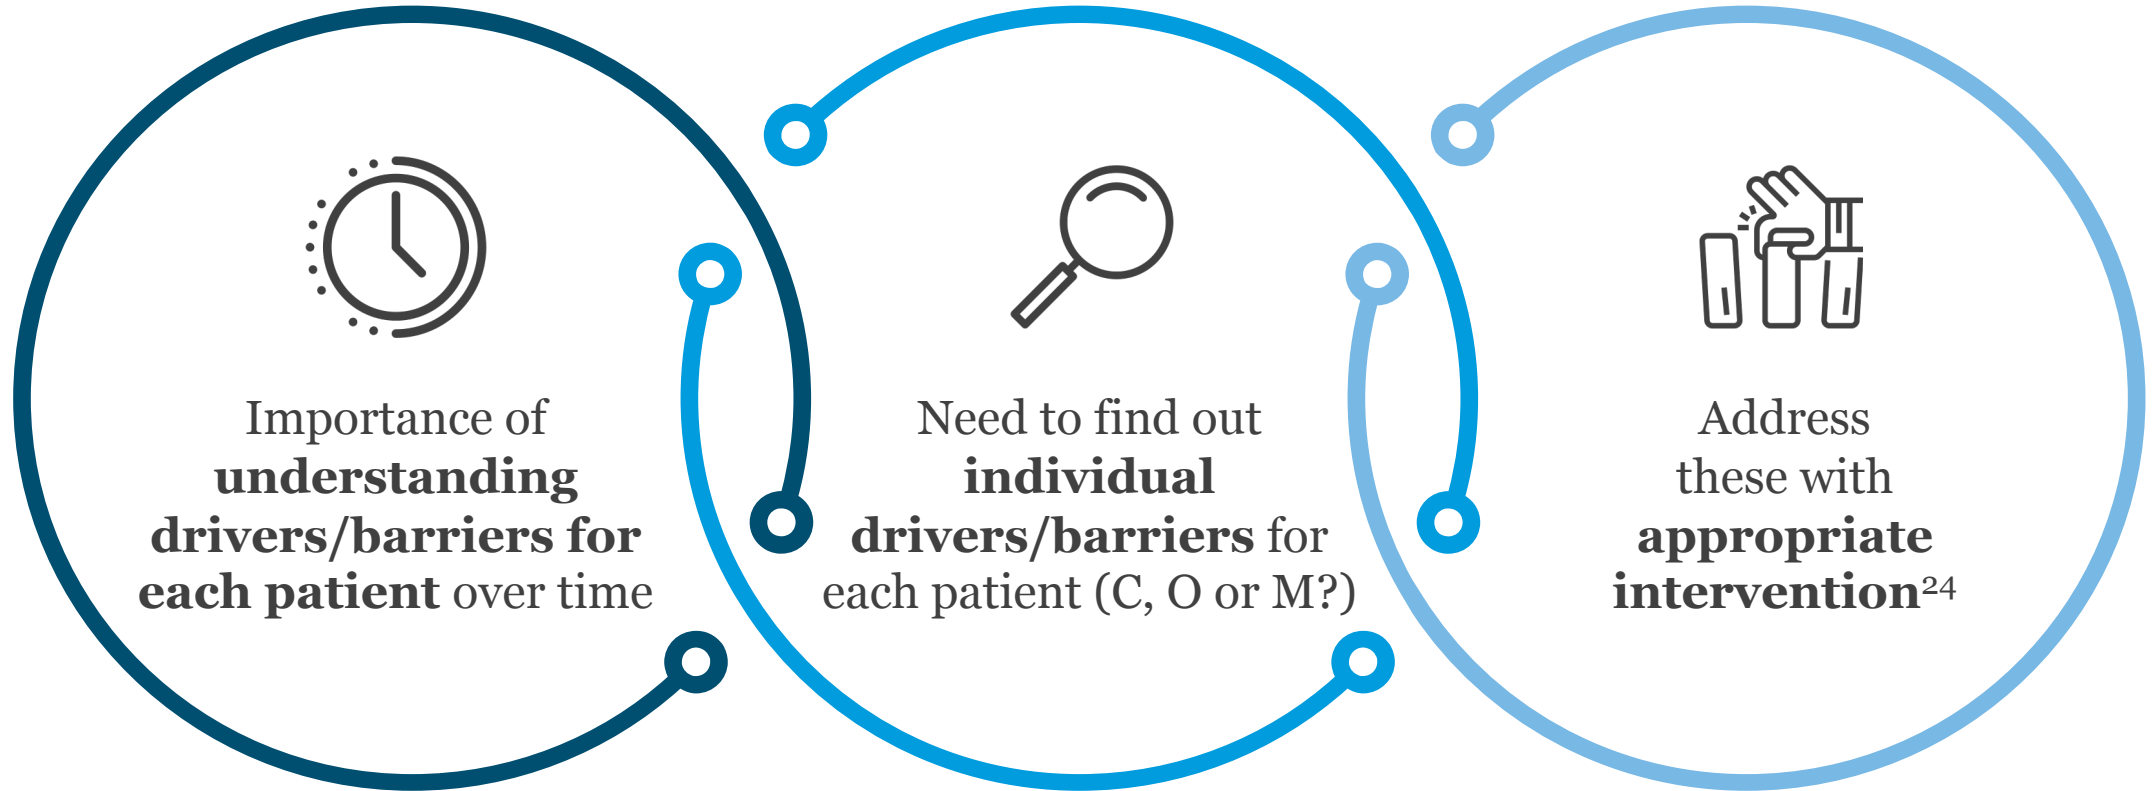 Importance of
understanding
drivers/barriers for
each patient over time
Need to find out
individual
drivers/barriers for
each patient (C, O or M?)
Address
these with
appropriate
intervention²⁴